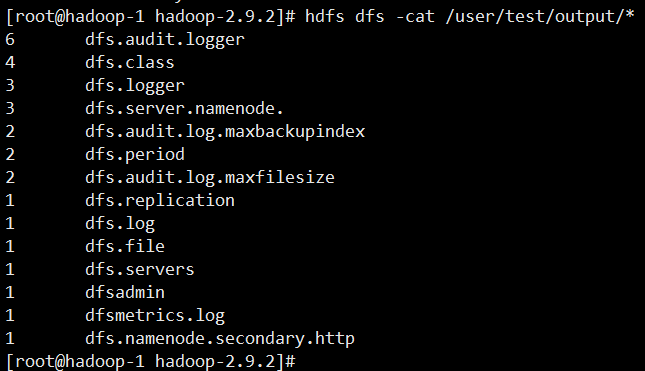 [root@hadoop-1 hadoop-2.9.2]# hdfs dfs -cat /user/test/output/*
6       dfs.audit.logger
4       dfs.class
3       dfs.logger
3       dfs.server.namenode.
2       dfs.audit.log.maxbackupindex
2       dfs.period
2       dfs.audit.log.maxfilesize
1       dfs.replication
1       dfs.log
1       dfs.file
1       dfs.servers
1       dfsadmin
1       dfsmetrics.log
1       dfs.namenode.secondary.http
[root@hadoop-1 hadoop-2.9.2]#